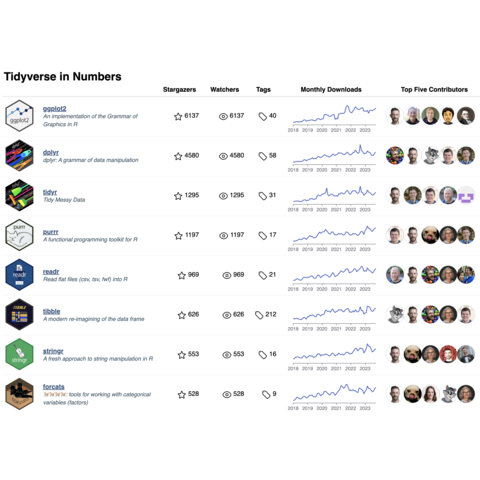 Tidyverse in Numbers
Stargazers Watchers Tags Monthly Downloads Top Five Contributors
ggplot2
ggplot2
An implementation of the Grammar of
Graphics in R
6137 6137 40
2018 2019 2020 2021 2022 2023
dplyr
dplyr: A grammar of data manipulation
4580 4580 58
2018 2019 2020 2021 2022 2023
tidyr
Tidy Messy Data
1295 1295 31
2018 2019 2020 2021 2022 2023
purrr
purrr
A functional programming toolkit for R
1197 1197 17
2018 2019 2020 2021 2022 2023
readr
readr
Read flat files (csv, tsv, fwf) into R
969 969 21
2018 2019 2020 2021 2022 2023
TIBBLE
tibble
A modern re-imagining of the data frame
626 626 212
2018 2019 2020 2021 2022 2023
stringr
stringr
A fresh approach to string manipulation in R
553 553 16
2018 2019 2020 2021 2022 2023
forcats
tools for working with categorical
variables (factors)
528 528 9
2018 2019 2020 2021 2022 2023